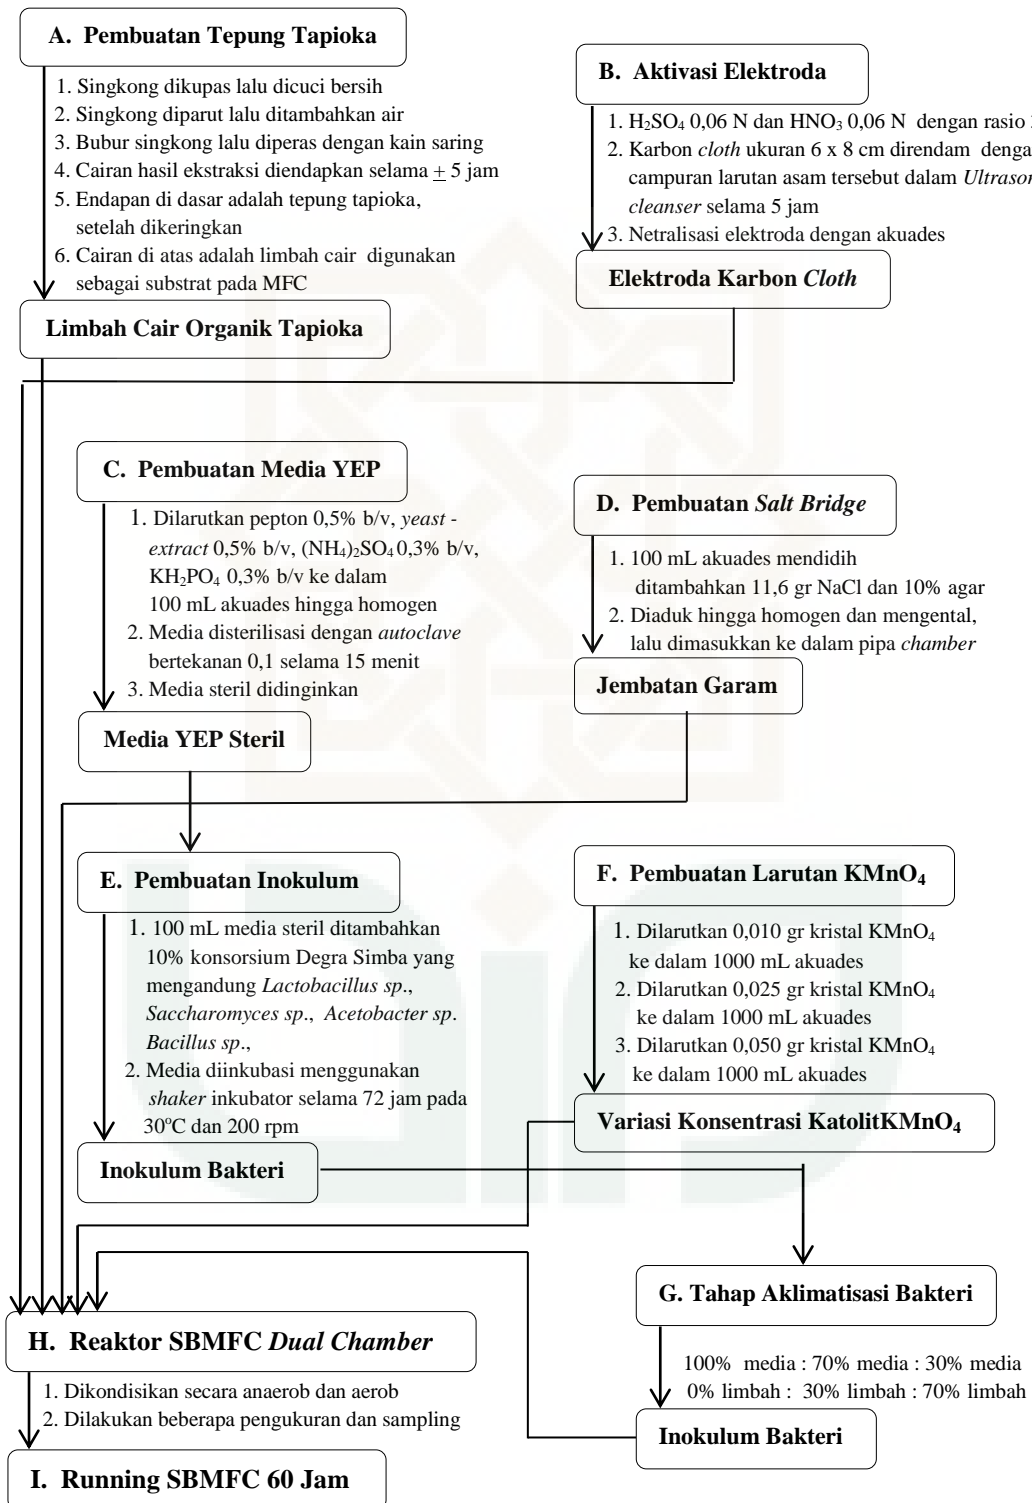 A. Pembuatan Tepung Tapioka
1. Singkong dikupas lalu dicuci bersih
2. Singkong diparut lalu ditambahkan air
3. Bubur singkong lalu diperas dengan kain saring
4. Cairan hasil ekstraksi diendapkan selama ± 5 jam
5. Endapan di dasar adalah tepung tapioka,
setelah dikeringkan
6. Cairan di atas adalah limbah cair digunakan
sebagai substrat pada MFC
Limbah Cair Organik Tapioka
B. Aktivasi Elektroda
1. H₂SO₄ 0,06 N dan HNO₃ 0,06 N dengan rasio
2. Karbon cloth ukuran 6 x 8 cm direndam denga
campuran larutan asam tersebut dalam Ultrason
cleanser selama 5 jam
3. Netralisasi elektroda dengan akuades
Elektroda Karbon Cloth
C. Pembuatan Media YEP
1. Dilarutkan pepton 0,5% b/v, yeast -
extract 0,5% b/v, (NH₄)₂SO₄ 0,3% b/v,
KH₂PO₄ 0,3% b/v ke dalam
100 mL akuades hingga homogen
2. Media disterilisasi dengan autoclave
bertekanan 0,1 selama 15 menit
3. Media steril didinginkan
Media YEP Steril
D. Pembuatan Salt Bridge
1. 100 mL akuades mendidih
ditambahkan 11,6 gr NaCl dan 10% agar
2. Diaduk hingga homogen dan mengental,
lalu dimasukkan ke dalam pipa chamber
Jembatan Garam
E. Pembuatan Inokulum
1. 100 mL media steril ditambahkan
10% konsorsium Degra Simba yang
mengandung Lactobacillus sp.,
Saccharomyces sp., Acetobacter sp.
Bacillus sp.,
2. Media diinkubasi menggunakan
shaker inkubator selama 72 jam pada
30°C dan 200 rpm
Inokulum Bakteri
F. Pembuatan Larutan KMnO₄
1. Dilarutkan 0,010 gr kristal KMnO₄
ke dalam 1000 mL akuades
2. Dilarutkan 0,025 gr kristal KMnO₄
ke dalam 1000 mL akuades
3. Dilarutkan 0,050 gr kristal KMnO₄
ke dalam 1000 mL akuades
Variasi Konsentrasi KatolitKMnO₄
G. Tahap Aklimatisasi Bakteri
100% media : 70% media : 30% media
0% limbah : 30% limbah : 70% limbah
Inokulum Bakteri
H. Reaktor SBMFC Dual Chamber
1. Dikondisikan secara anaerob dan aerob
2. Dilakukan beberapa pengukuran dan sampling
I. Running SBMFC 60 Jam